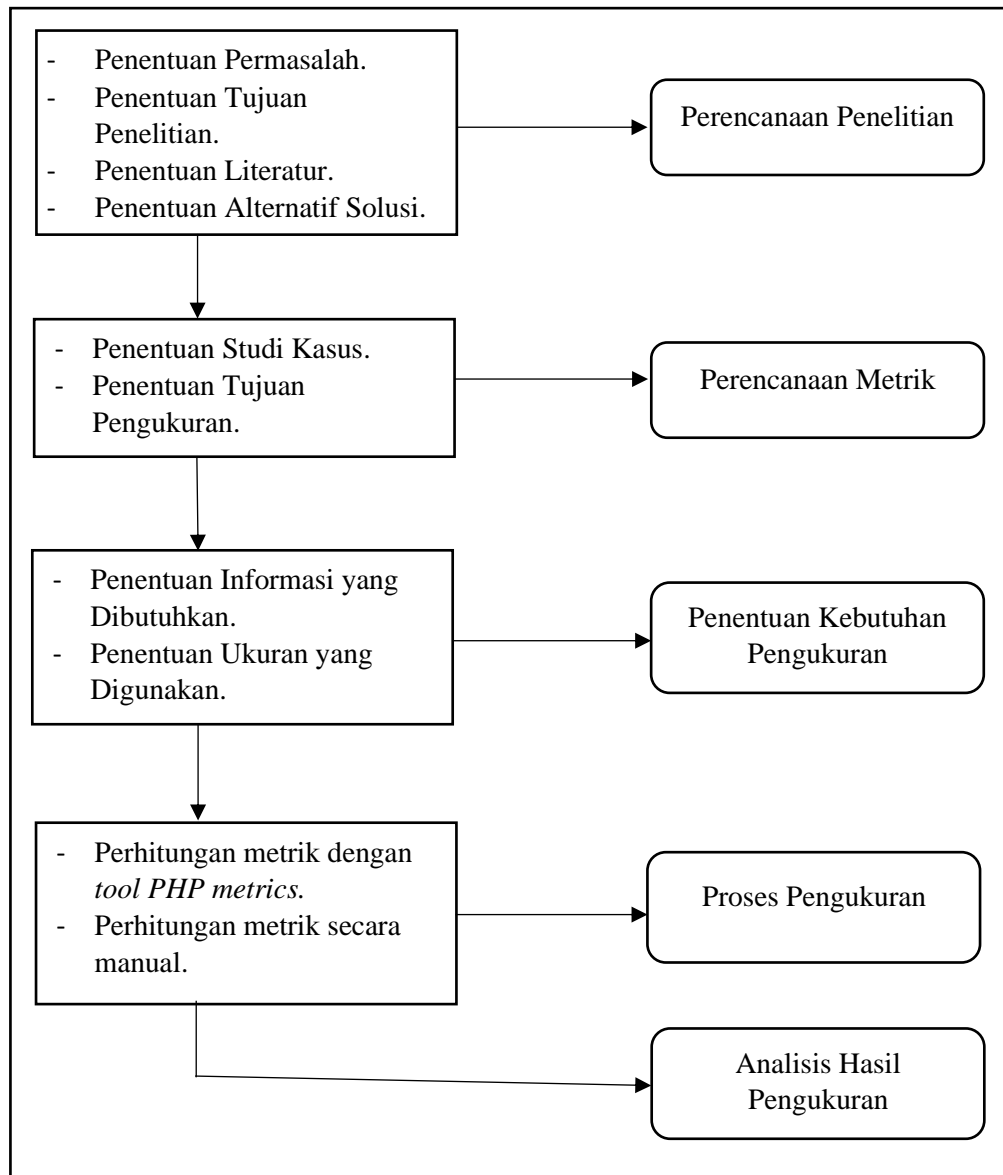 - Penentuan Permasalah.
- Penentuan Tujuan
Penelitian.
- Penentuan Literatur.
- Penentuan Alternatif Solusi.
Perencanaan Penelitian
- Penentuan Studi Kasus.
- Penentuan Tujuan
Pengukuran.
Perencanaan Metrik
- Penentuan Informasi yang
Dibutuhkan.
- Penentuan Ukuran yang
Digunakan.
Penentuan Kebutuhan
Pengukuran
- Perhitungan metrik dengan
tool PHP metrics.
- Perhitungan metrik secara
manual.
Proses Pengukuran
Analisis Hasil
Pengukuran